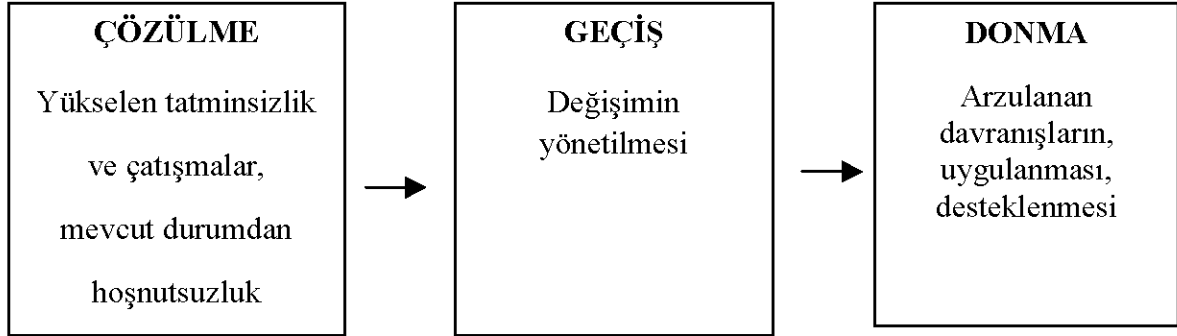 ÇÖZÜLME
Yükselen tatminsizlik
ve çatışmalar,
mevcut durumdan
hoşnutsuzluk
GEÇİŞ
Değişimin
yönetilmesi
DONMA
Arzulanan
davranışların,
uygulanması,
desteklenmesi